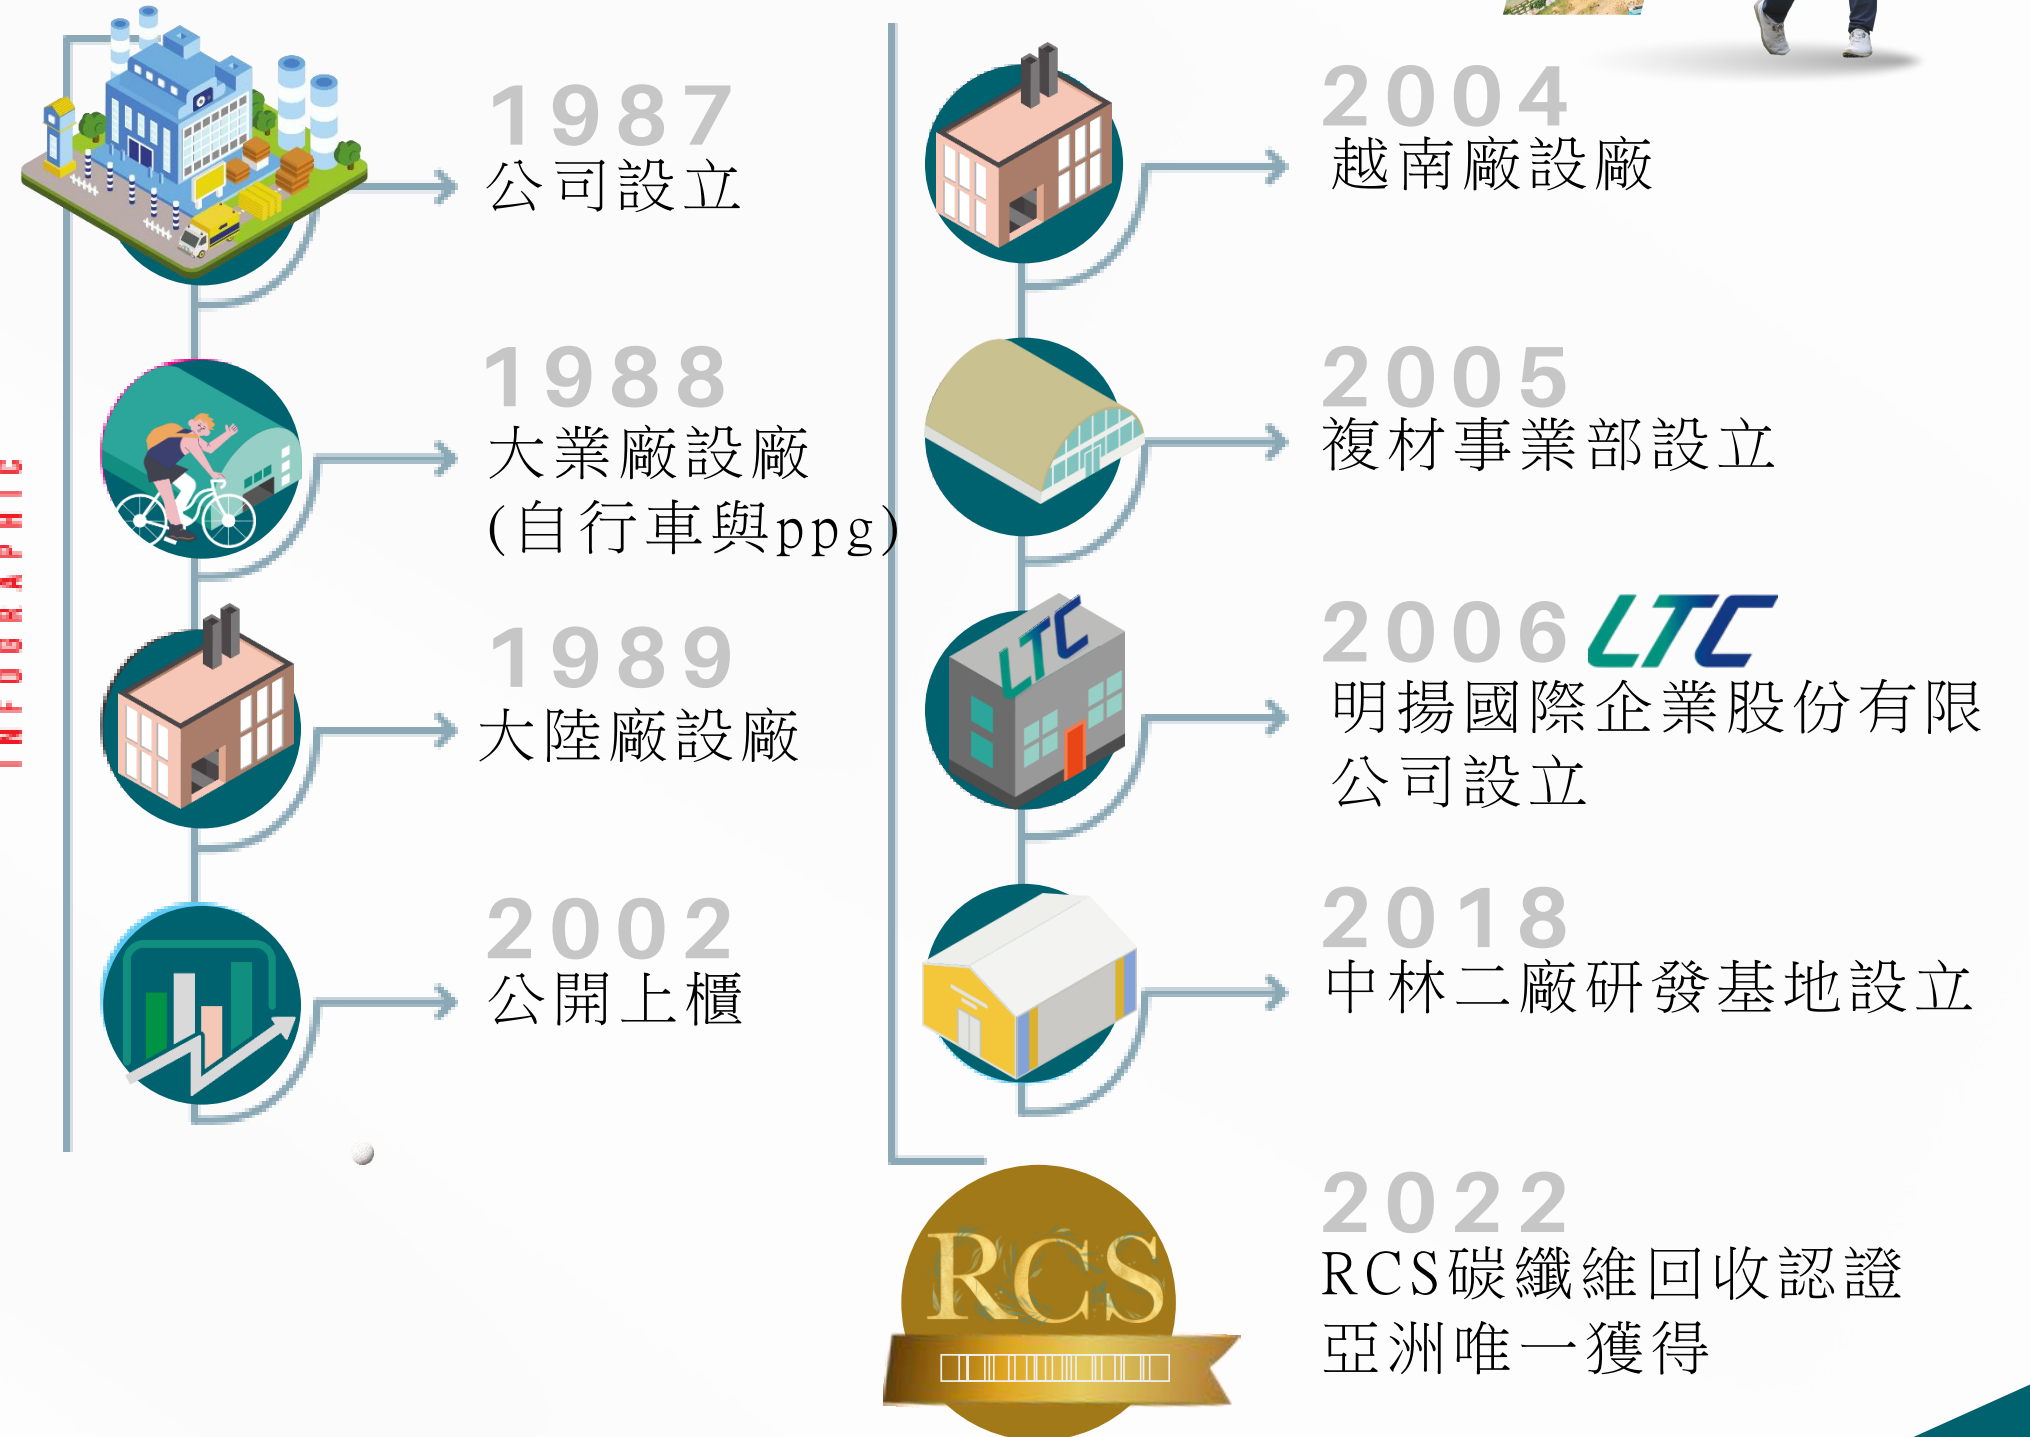 INFOGRAPHIC
1987
公司設立
1988
大業廠設廠
(自行車與ppg)
1989
大陸廠設廠
2002
公開上櫃
2004
越南廠設廠
2005
複材事業部設立
2006 LTC
LTC
明揚國際企業股份有限
公司設立
2018
中林二廠研發基地設立
RCS
2022
RCS碳纖維回收認證
亞洲唯一獲得